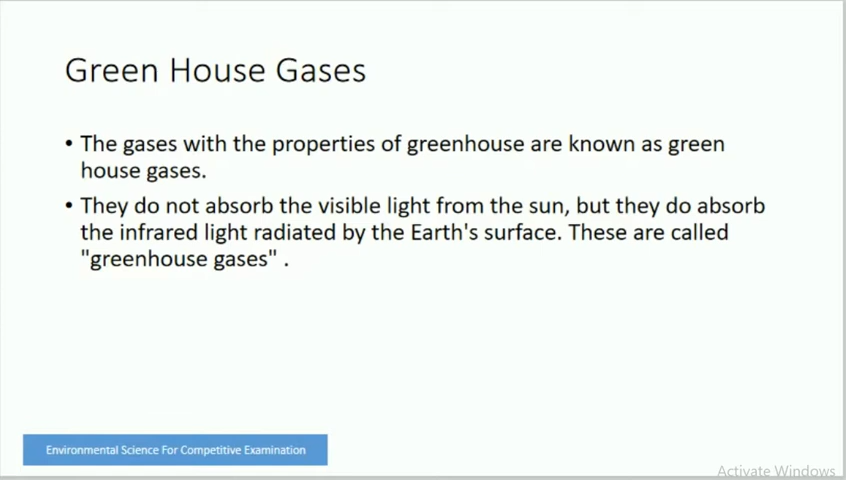 Green House Gases
• The gases with the properties of greenhouse are known as green
house gases.
• They do not absorb the visible light from the sun, but they do absorb
the infrared light radiated by the Earth's surface. These are called
"greenhouse gases" .
Environmental Science For Competitive Examination
Activate Windows